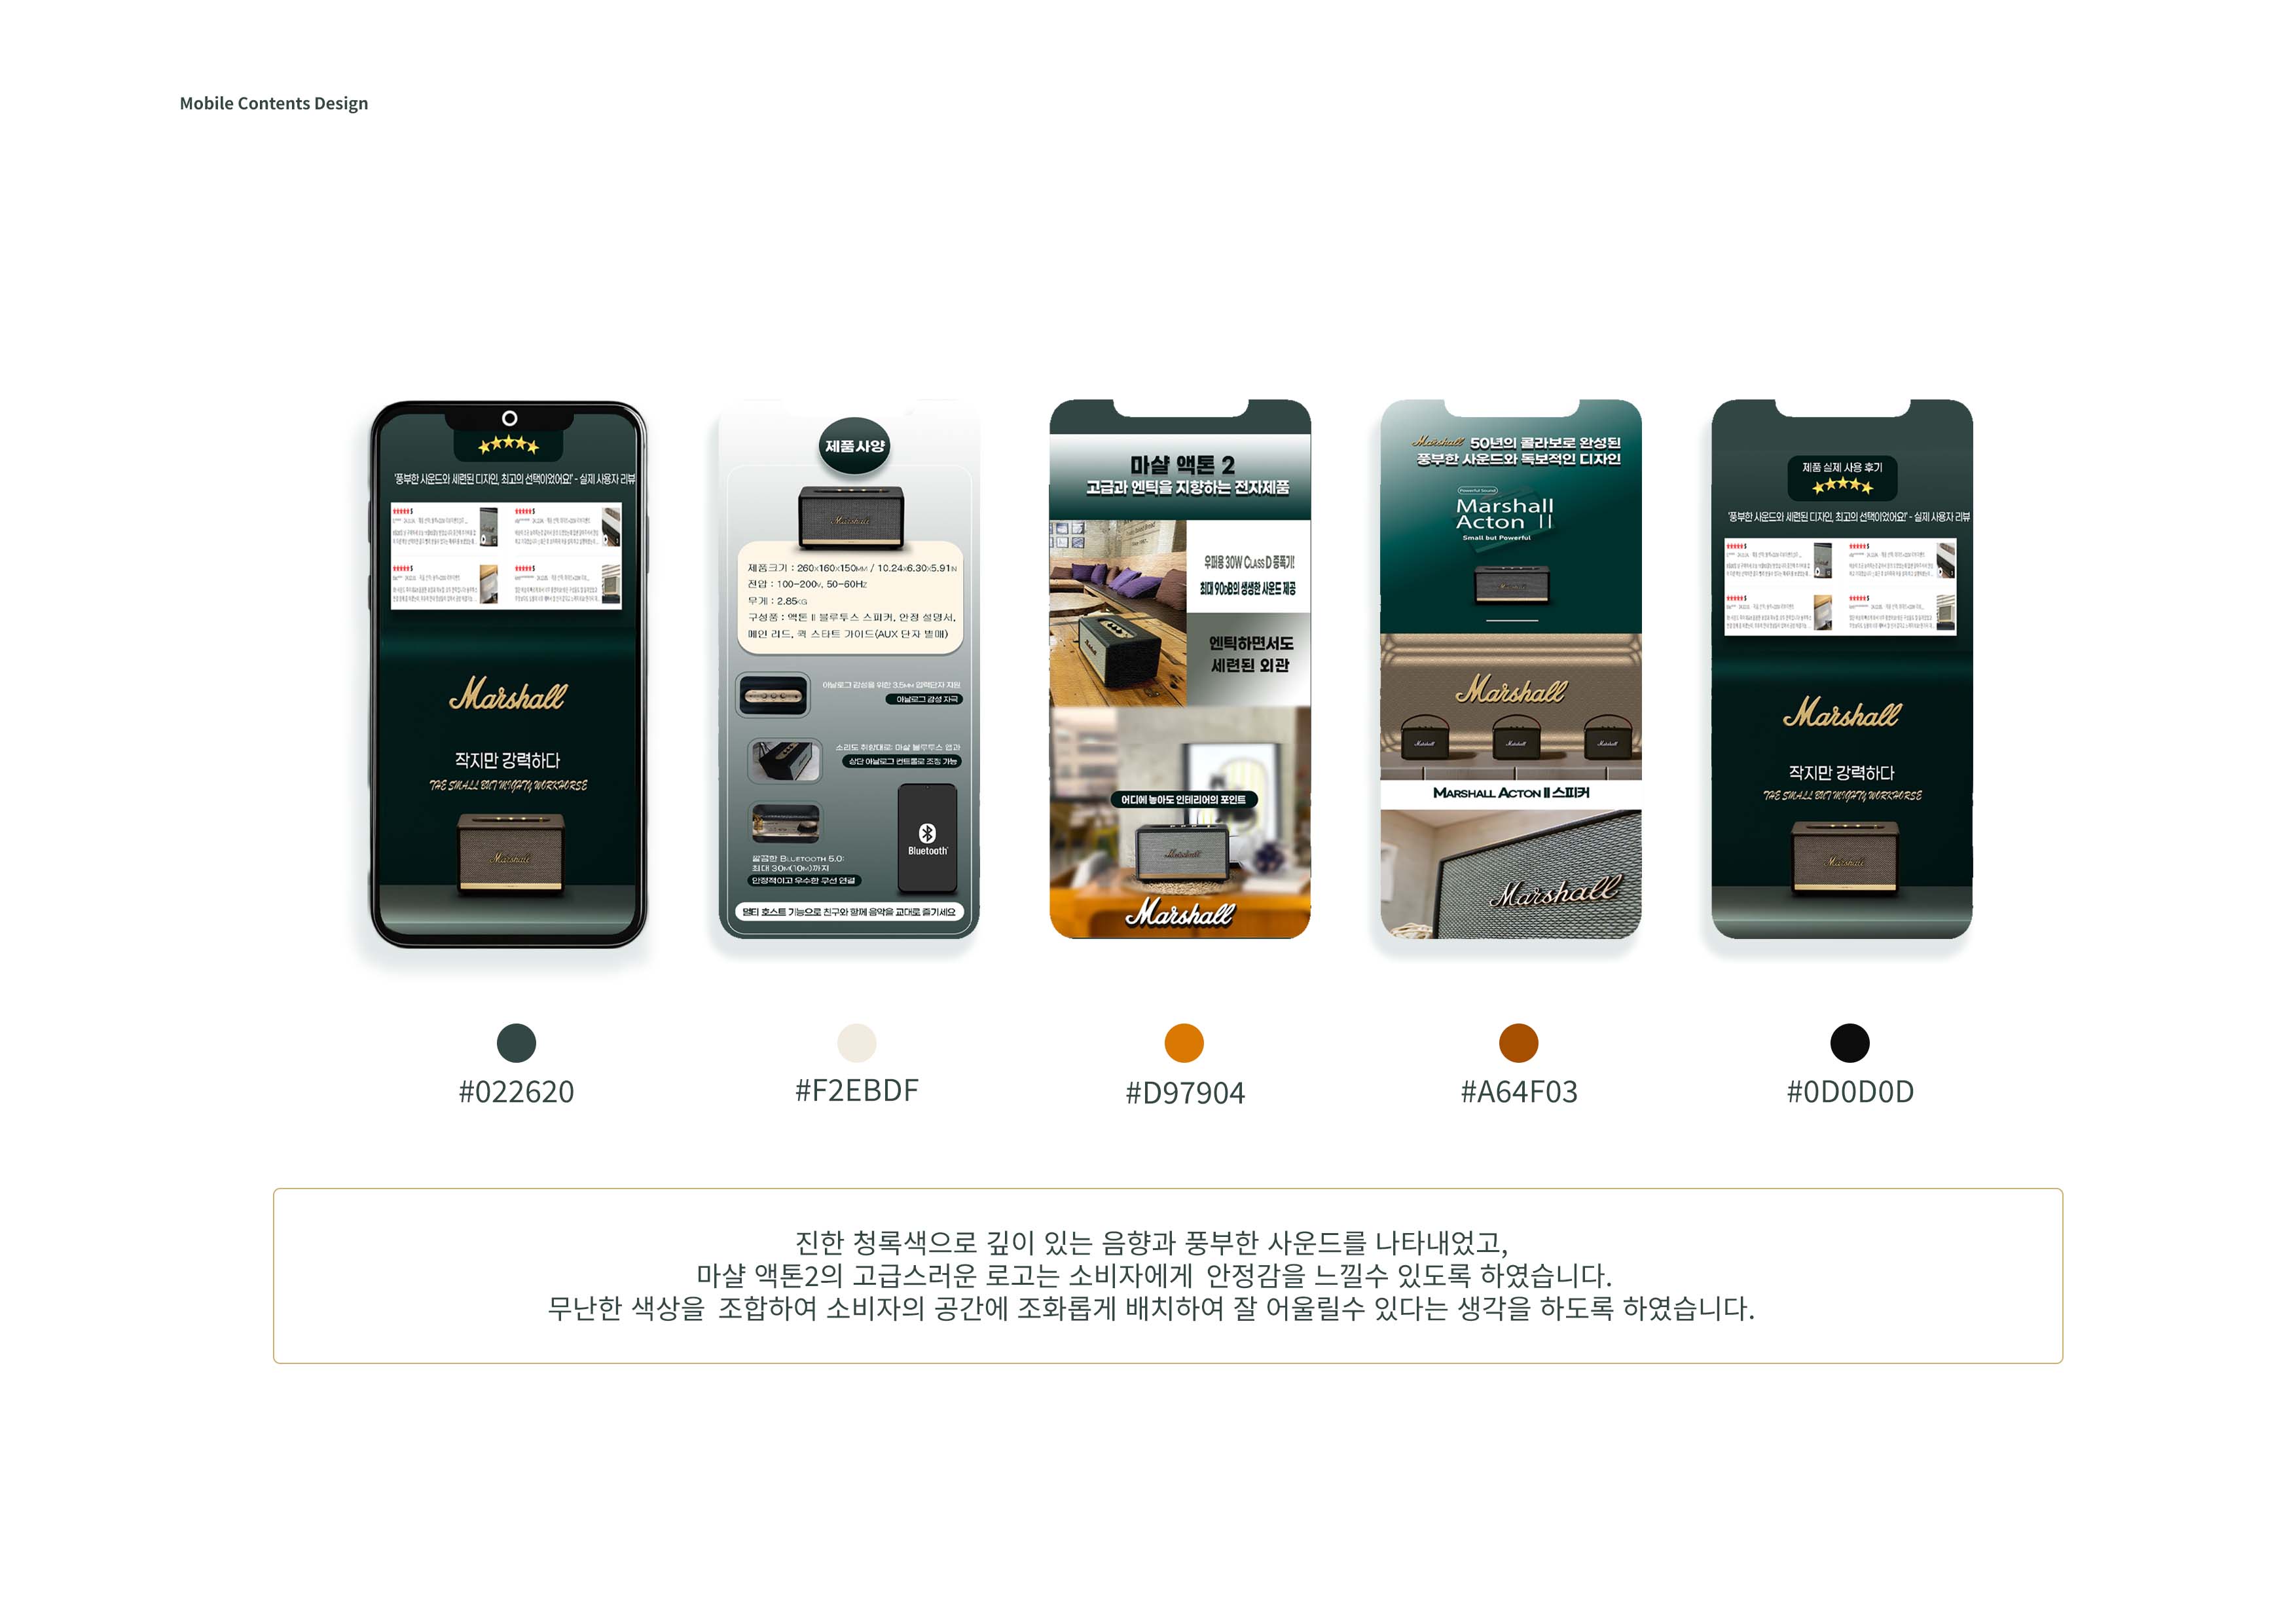 Mobile Contents Design
'풍부한 사운드와 세련된 디자인, 최고의 선택이었어요!' - 실제 사용자 리뷰
Marshall
작지만 강력하다
THE SMALL BUT MIGHTY WORKHORSE
Marshall
제품사양
Marshall
제품크기 : 260x160x150MM / 10.24x6.30x5.91IN
전압 : 100-200V, 50-60HZ
무게 : 2.85KG
구성품 : 액톤 II 블루투스 스피커, 안정 설명서,
메인 리드, 퀵 스타트 가이드(AUX 단자 별매)
아날로그 감성을 위한 3.5MM 입력단자 지원
아날로그 감성 자극
소리도 취향대로: 마샬 블루투스 앱과
상단 아날로그 컨트롤로 조정 가능
Bluetooth
깔끔한 BLUETOOTH 5.0:
최대 30M(10M)까지
안정적이고 우수한 무선 연결
멀티 호스트 기능으로 친구와 함께 음악을 교대로 즐기세요
마샬 액톤 2
고급과 엔틱을 지향하는 전자제품
우퍼용 30W CLASS D 증폭기!
최대 90DB의 생생한 사운드 제공
엔틱하면서도
세련된 외관
어디에 놓아도 인테리어의 포인트
Marshall
Marshall
Marshall 50년의 콜라보로 완성된
풍부한 사운드와 독보적인 디자인
Powerful Sound
Marshall
Acton II
Small but Powerful
Marshall
Marshall
Marshall
Marshall
MARSHALL ACTON II 스피커
Marshall
제품 실제 사용 후기
'풍부한 사운드와 세련된 디자인, 최고의 선택이었어요!' - 실제 사용자 리뷰
Marshall
작지만 강력하다
THE SMALL BUT MIGHTY WORKHORSE
Marshall
#022620
#F2EBDF
#D97904
#A64F03
#0D0D0D
진한 청록색으로 깊이 있는 음향과 풍부한 사운드를 나타내었고,
마샬 액톤2의 고급스러운 로고는 소비자에게 안정감을 느낄수 있도록 하였습니다.
무난한 색상을 조합하여 소비자의 공간에 조화롭게 배치하여 잘 어울릴수 있다는 생각을 하도록 하였습니다.